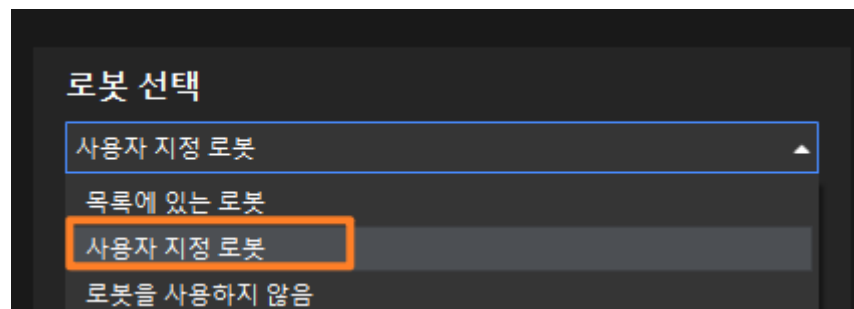 로봇 선택
사용자 지정 로봇
목록에 있는 로봇
사용자 지정 로봇
로봇을 사용하지 않음